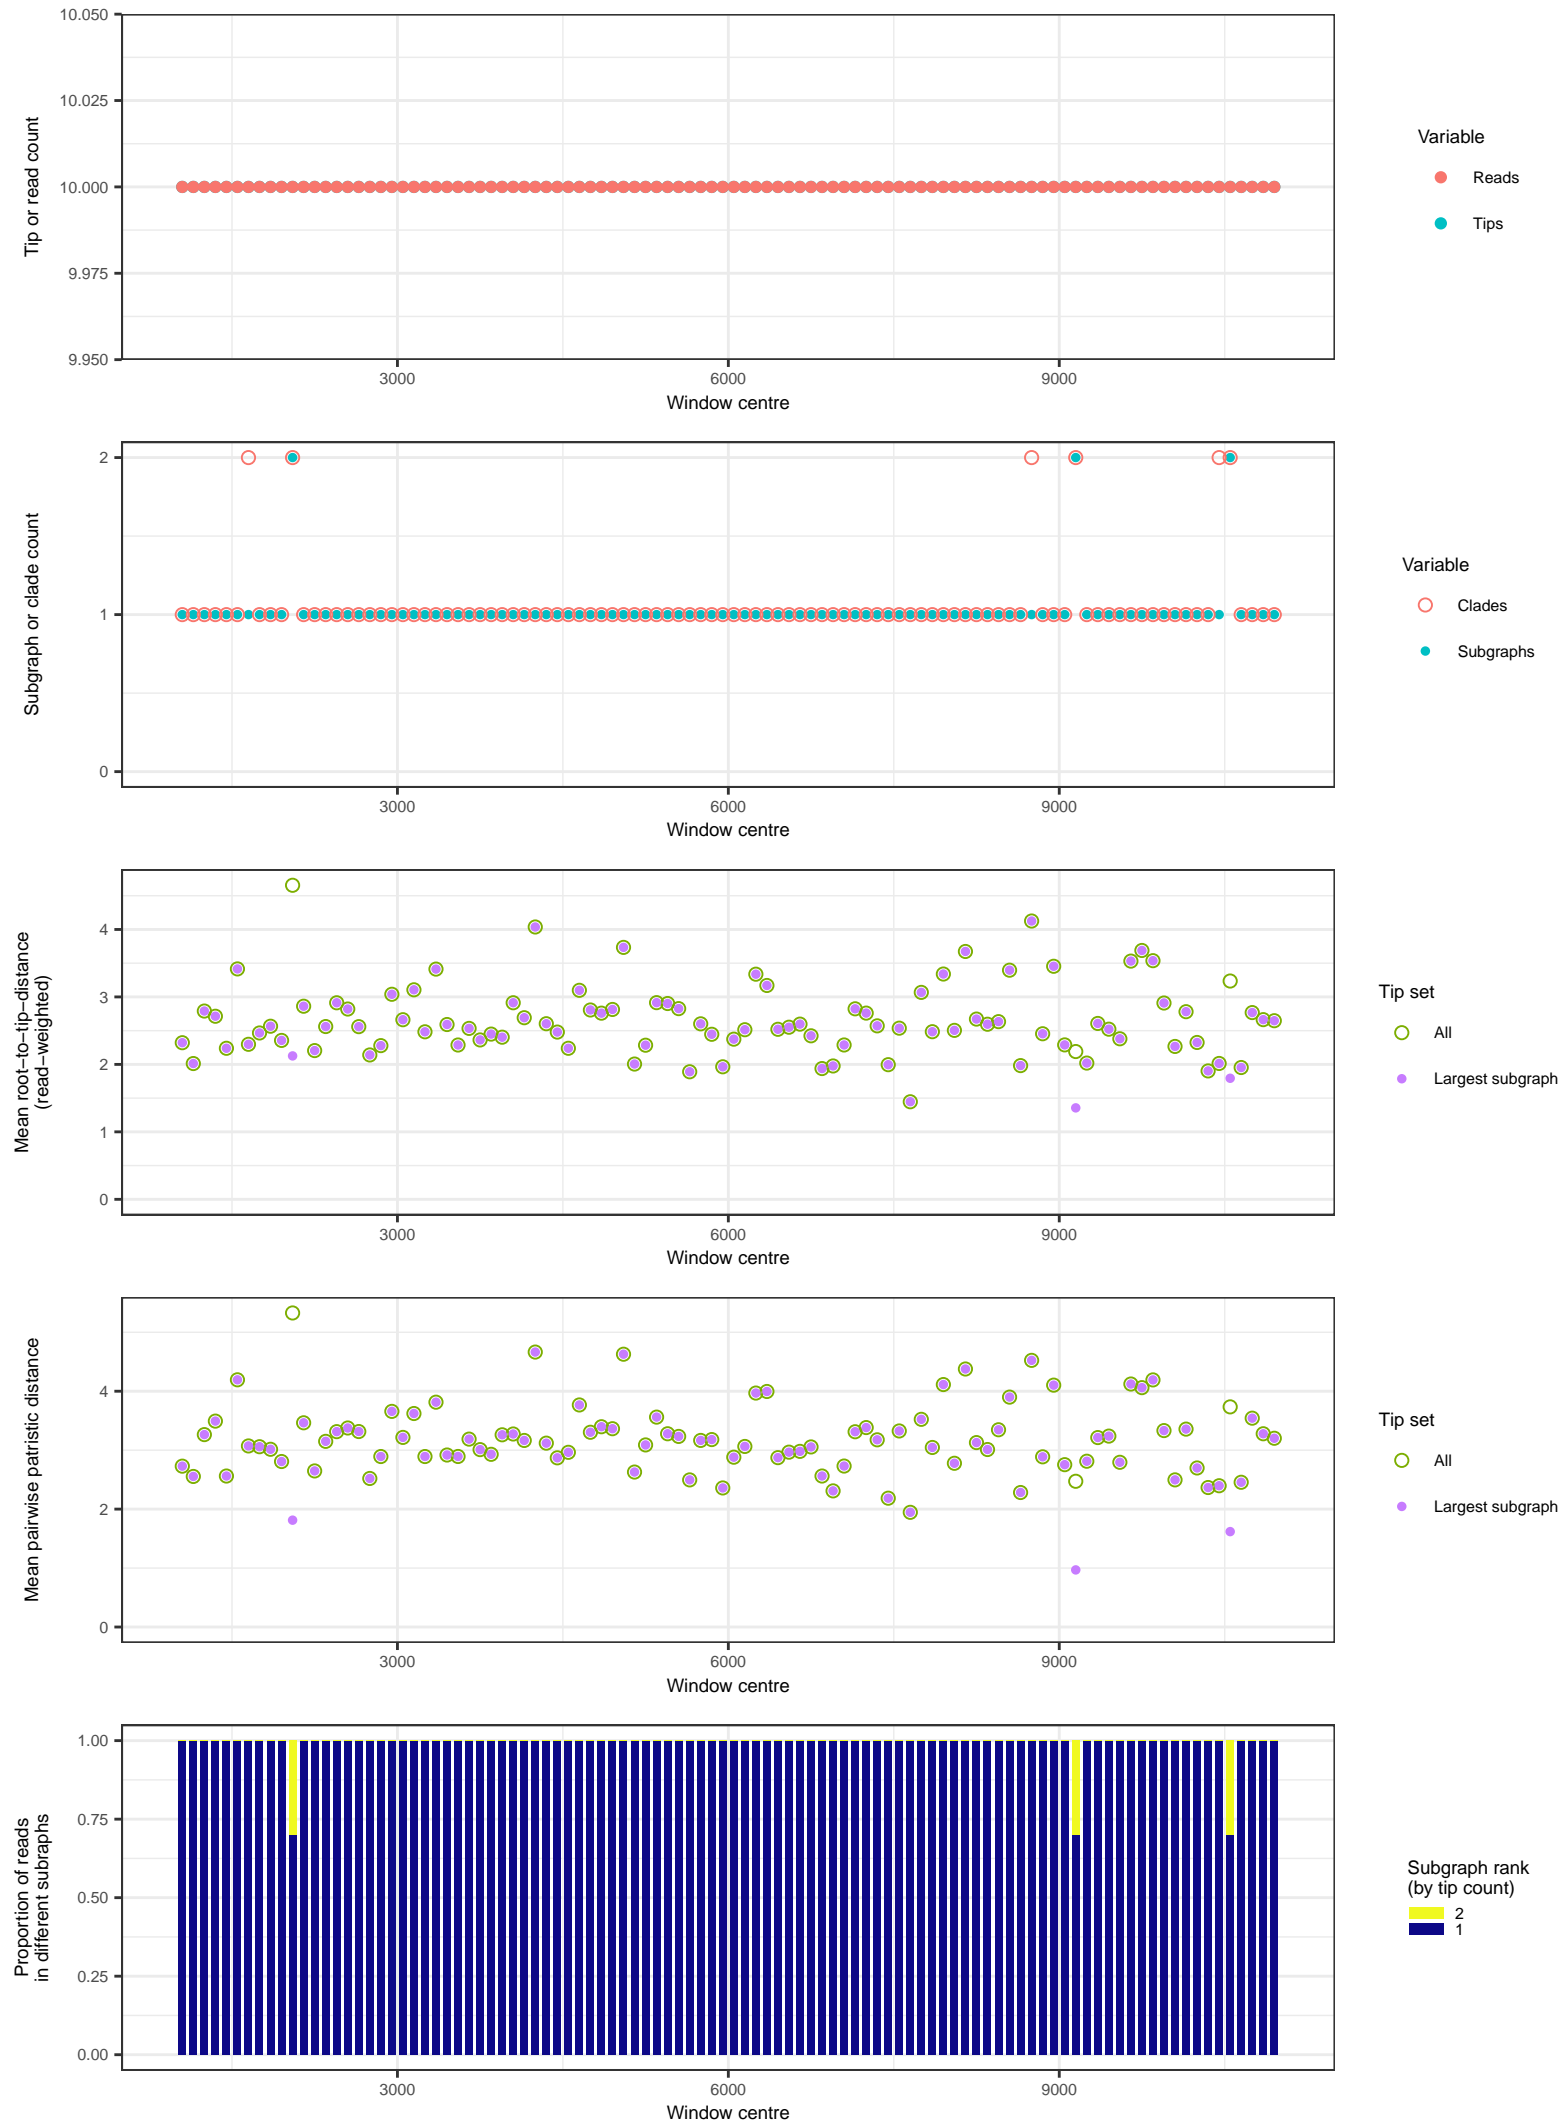 10.050
10.025
10.000
9.975
9.950
Tip or read count
3000
6000
9000
Window centre
Variable
Reads
Tips
2
1
0
Subgraph or clade count
3000
6000
9000
Window centre
Variable
Clades
Subgraphs
4
3
2
1
0
Mean root−to−tip−distance
(read−weighted)
3000
6000
9000
Window centre
Tip set
All
Largest subgraph
4
2
0
Mean pairwise patristic distance
3000
6000
9000
Window centre
Tip set
All
Largest subgraph
1.00
0.75
0.50
0.25
0.00
Proportion of reads
in different subraphs
3000
6000
9000
Window centre
Subgraph rank
(by tip count)
2
1